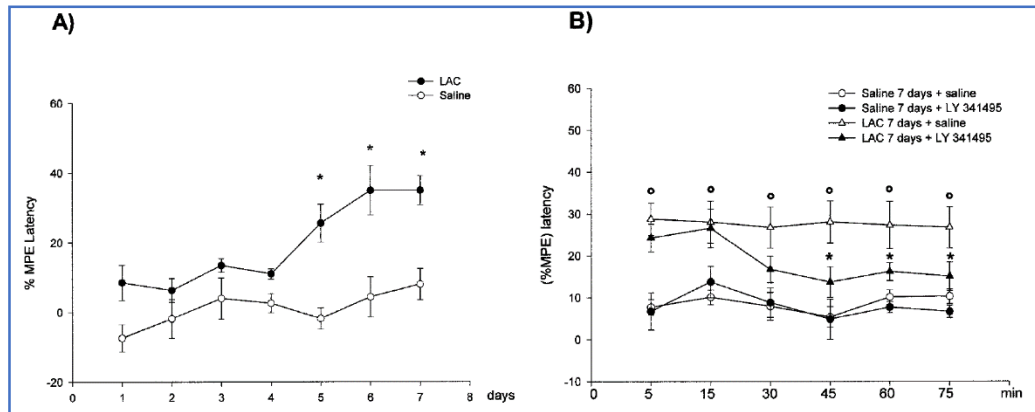 A)
LAC
Saline
% MPE Latency
60
40
20
0
-20
* * *
0 1 2 3 4 5 6 7 8 days
B)
Saline 7 days + saline
Saline 7 days + LY 341495
LAC 7 days + saline
LAC 7 days + LY 341495
(%MPE) latency
60
50
40
30
20
10
0
-10
* * *
0 5 15 30 45 60 75 min